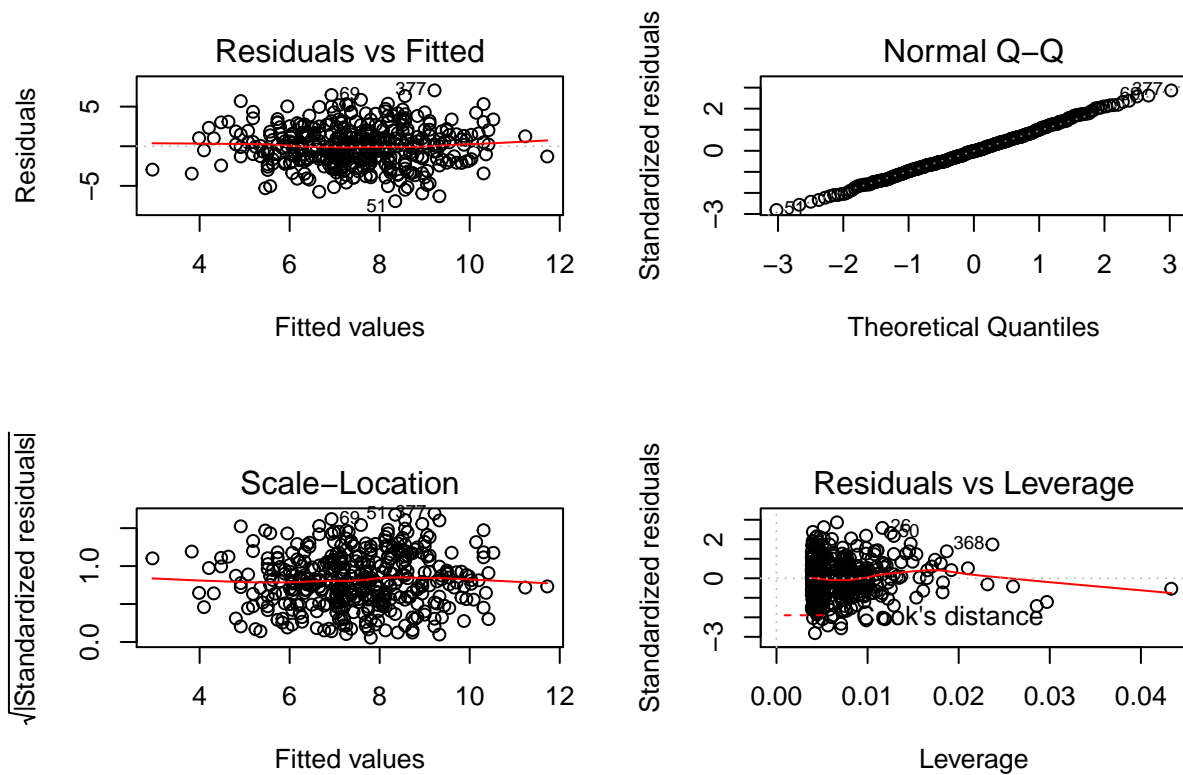 Residuals vs Fitted
Residuals
5
−5
69
377
51
4 6 8 10 12
Fitted values
Normal Q−Q
Standardized residuals
2
0
−3
377
51
−3 −2 −1 0 1 2 3
Theoretical Quantiles
Scale−Location
√|Standardized residuals|
1.0
0.0
69
51
377
4 6 8 10 12
Fitted values
Residuals vs Leverage
Standardized residuals
2
0
−3
26
368
Cook's distance
0.00 0.01 0.02 0.03 0.04
Leverage